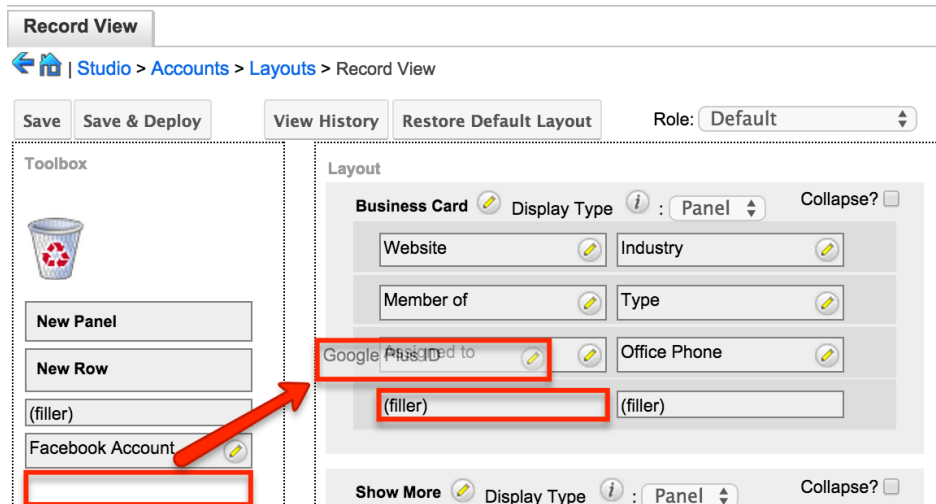 Record View
| Studio > Accounts > Layouts > Record View
Save Save & Deploy View History Restore Default Layout Role: Default
Toolbox
New Panel
New Row
(filler)
Facebook Account
Layout
Business Card Display Type i : Panel Collapse?
Website Industry
Member of Type
Google Plus ID Assigned to Office Phone
(filler) (filler)
Show More Display Type i : Panel Collapse?